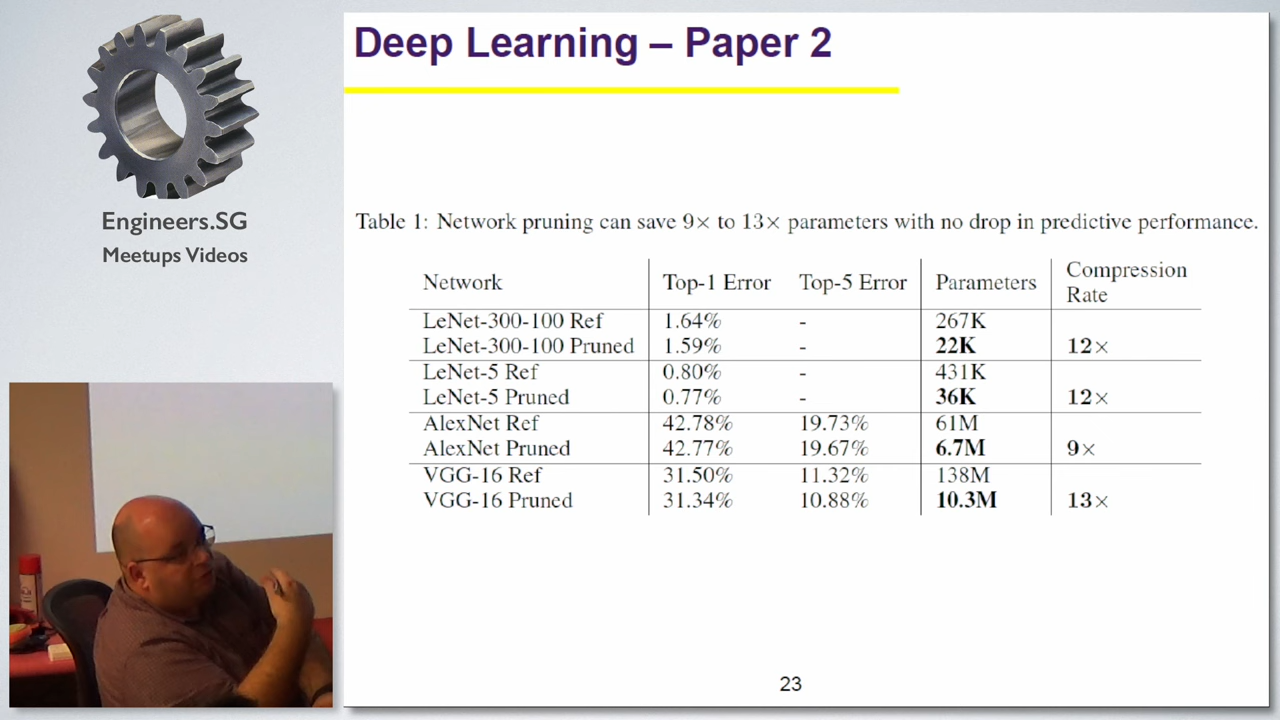 Engineers.SG
Meetups Videos
Deep Learning – Paper 2
Table 1: Network pruning can save 9× to 13× parameters with no drop in predictive performance.
Network Top-1 Error Top-5 Error Parameters Compression Rate
LeNet-300-100 Ref 1.64% - 267K
LeNet-300-100 Pruned 1.59% - 22K 12×
LeNet-5 Ref 0.80% - 431K
LeNet-5 Pruned 0.77% - 36K 12×
AlexNet Ref 42.78% 19.73% 61M
AlexNet Pruned 42.77% 19.67% 6.7M 9×
VGG-16 Ref 31.50% 11.32% 138M
VGG-16 Pruned 31.34% 10.88% 10.3M 13×
23